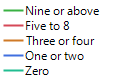 Nine or above
Five to 8
Three or four
One or two
Zero